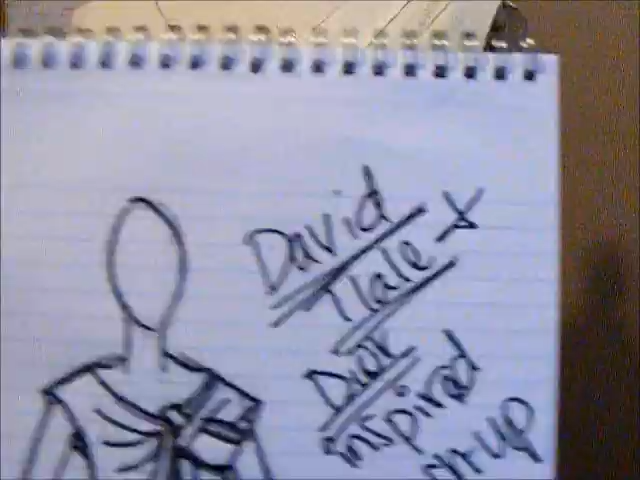 David
Tlale x
Dior
inspired